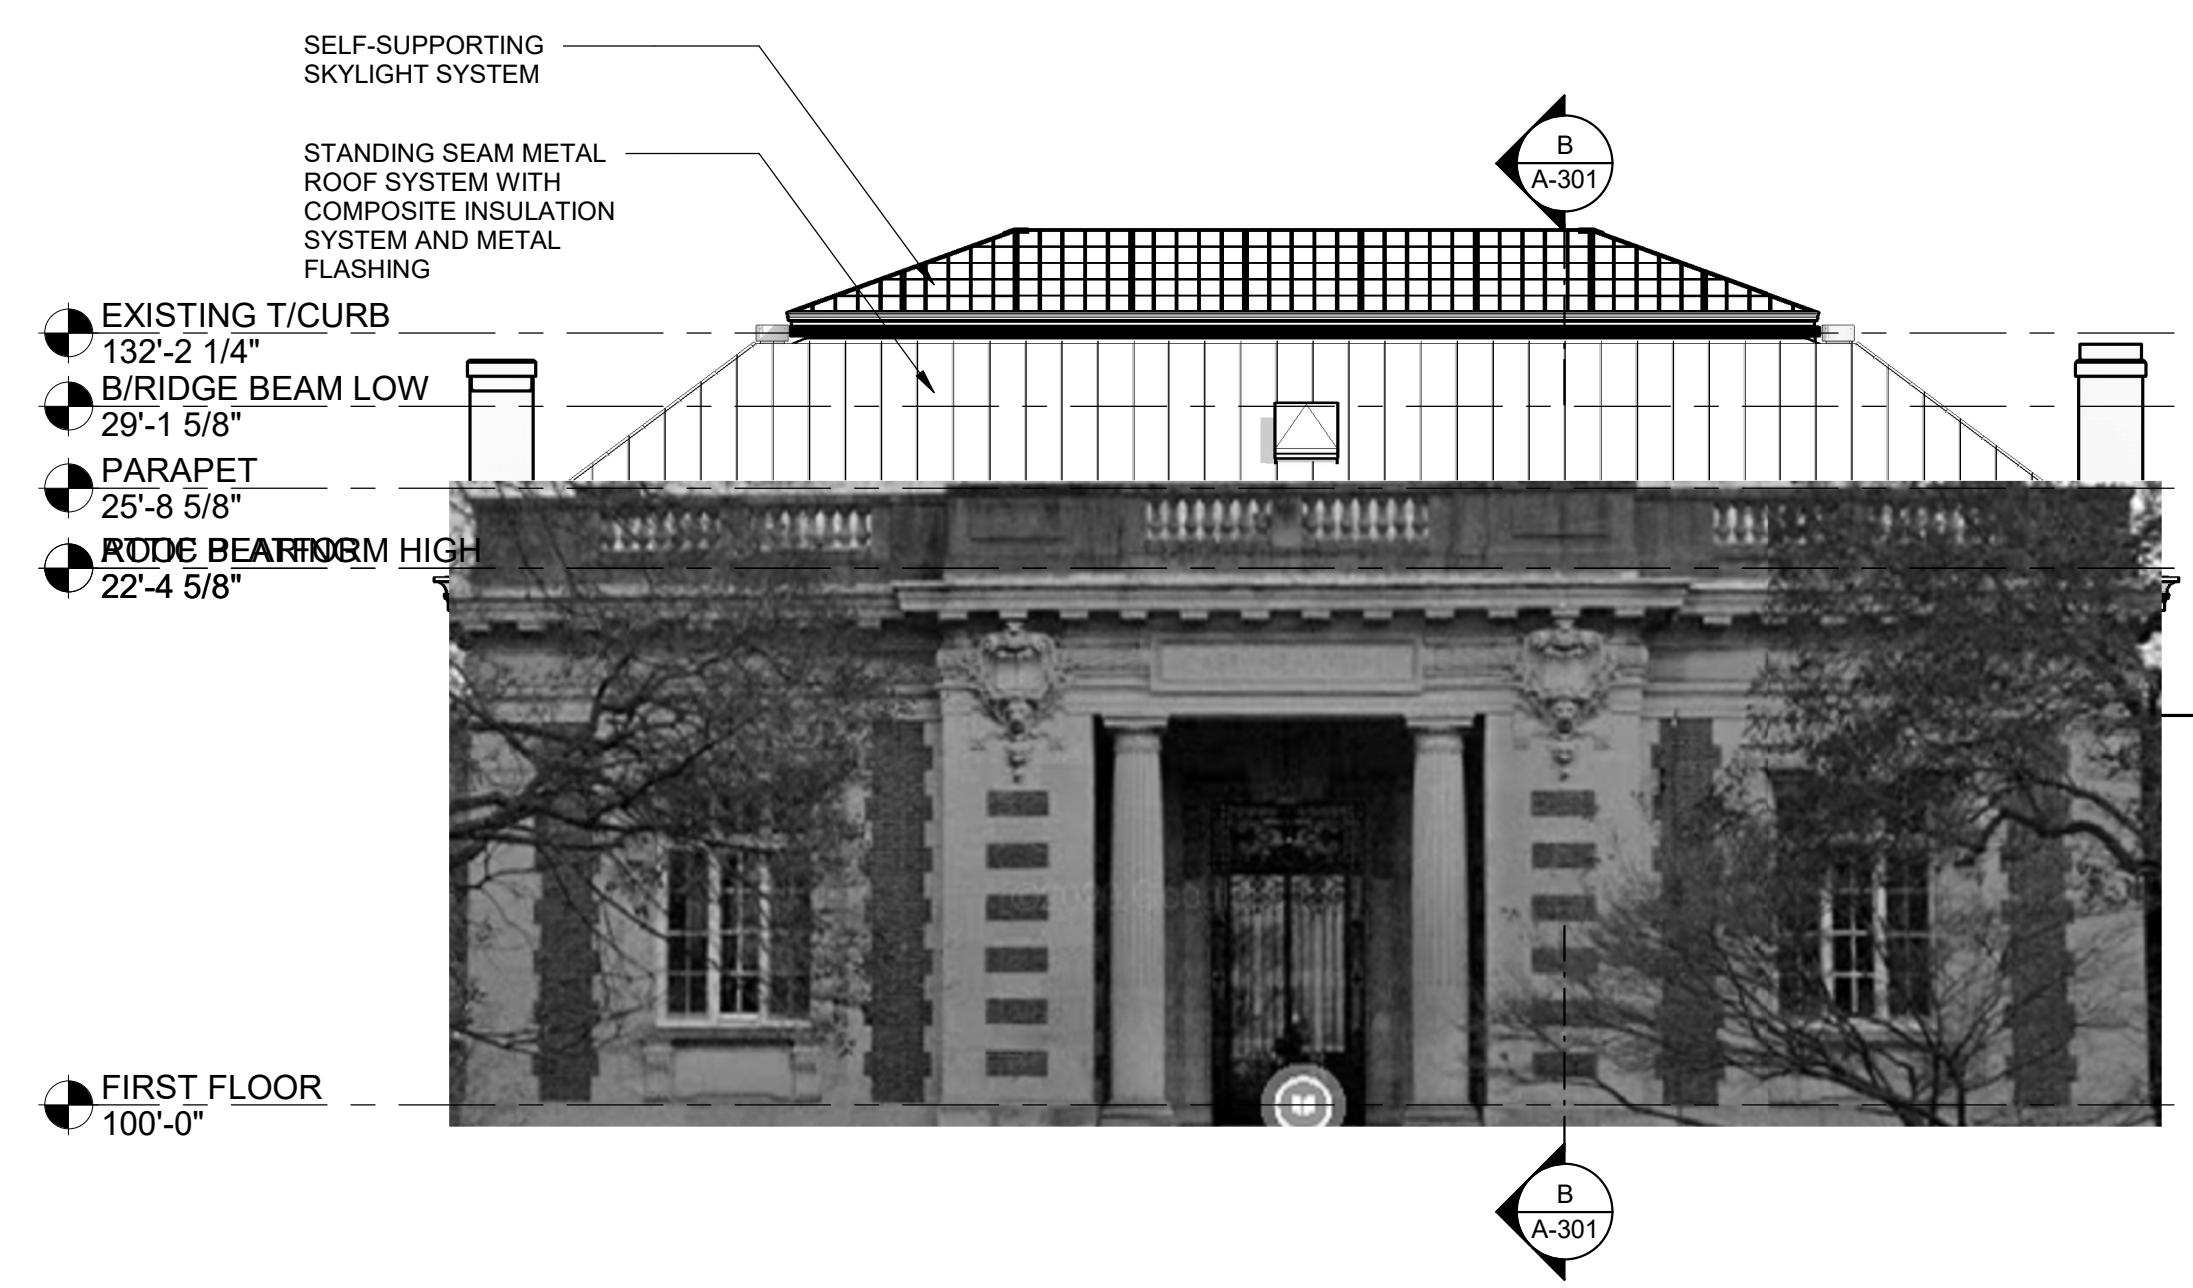 SELF-SUPPORTING
SKYLIGHT SYSTEM
STANDING SEAM METAL
ROOF SYSTEM WITH
COMPOSITE INSULATION
SYSTEM AND METAL
FLASHING
B
A-301
EXISTING T/CURB
132'-2 1/4"
B/RIDGE BEAM LOW
29'-1 5/8"
PARAPET
25'-8 5/8"
HIGH
22'-4 5/8"
FIRST FLOOR
100'-0"
B
A-301